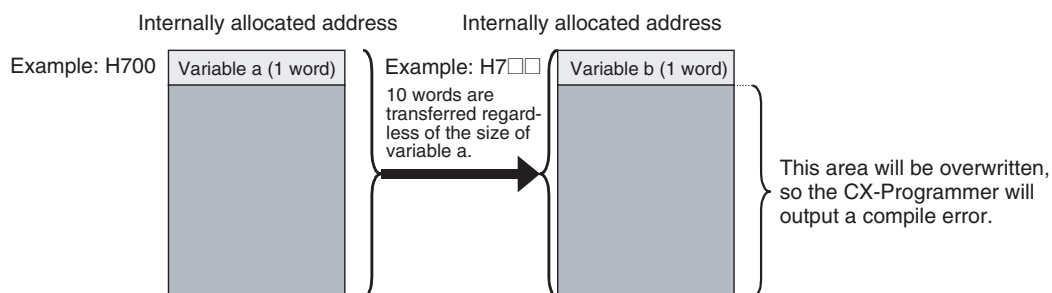 Internally allocated address
Internally allocated address
Example: H700
Variable a (1 word)
Example: H7□□
10 words are
transferred regard-
less of the size of
variable a.
Variable b (1 word)
This area will be overwritten,
so the CX-Programmer will
output a compile error.